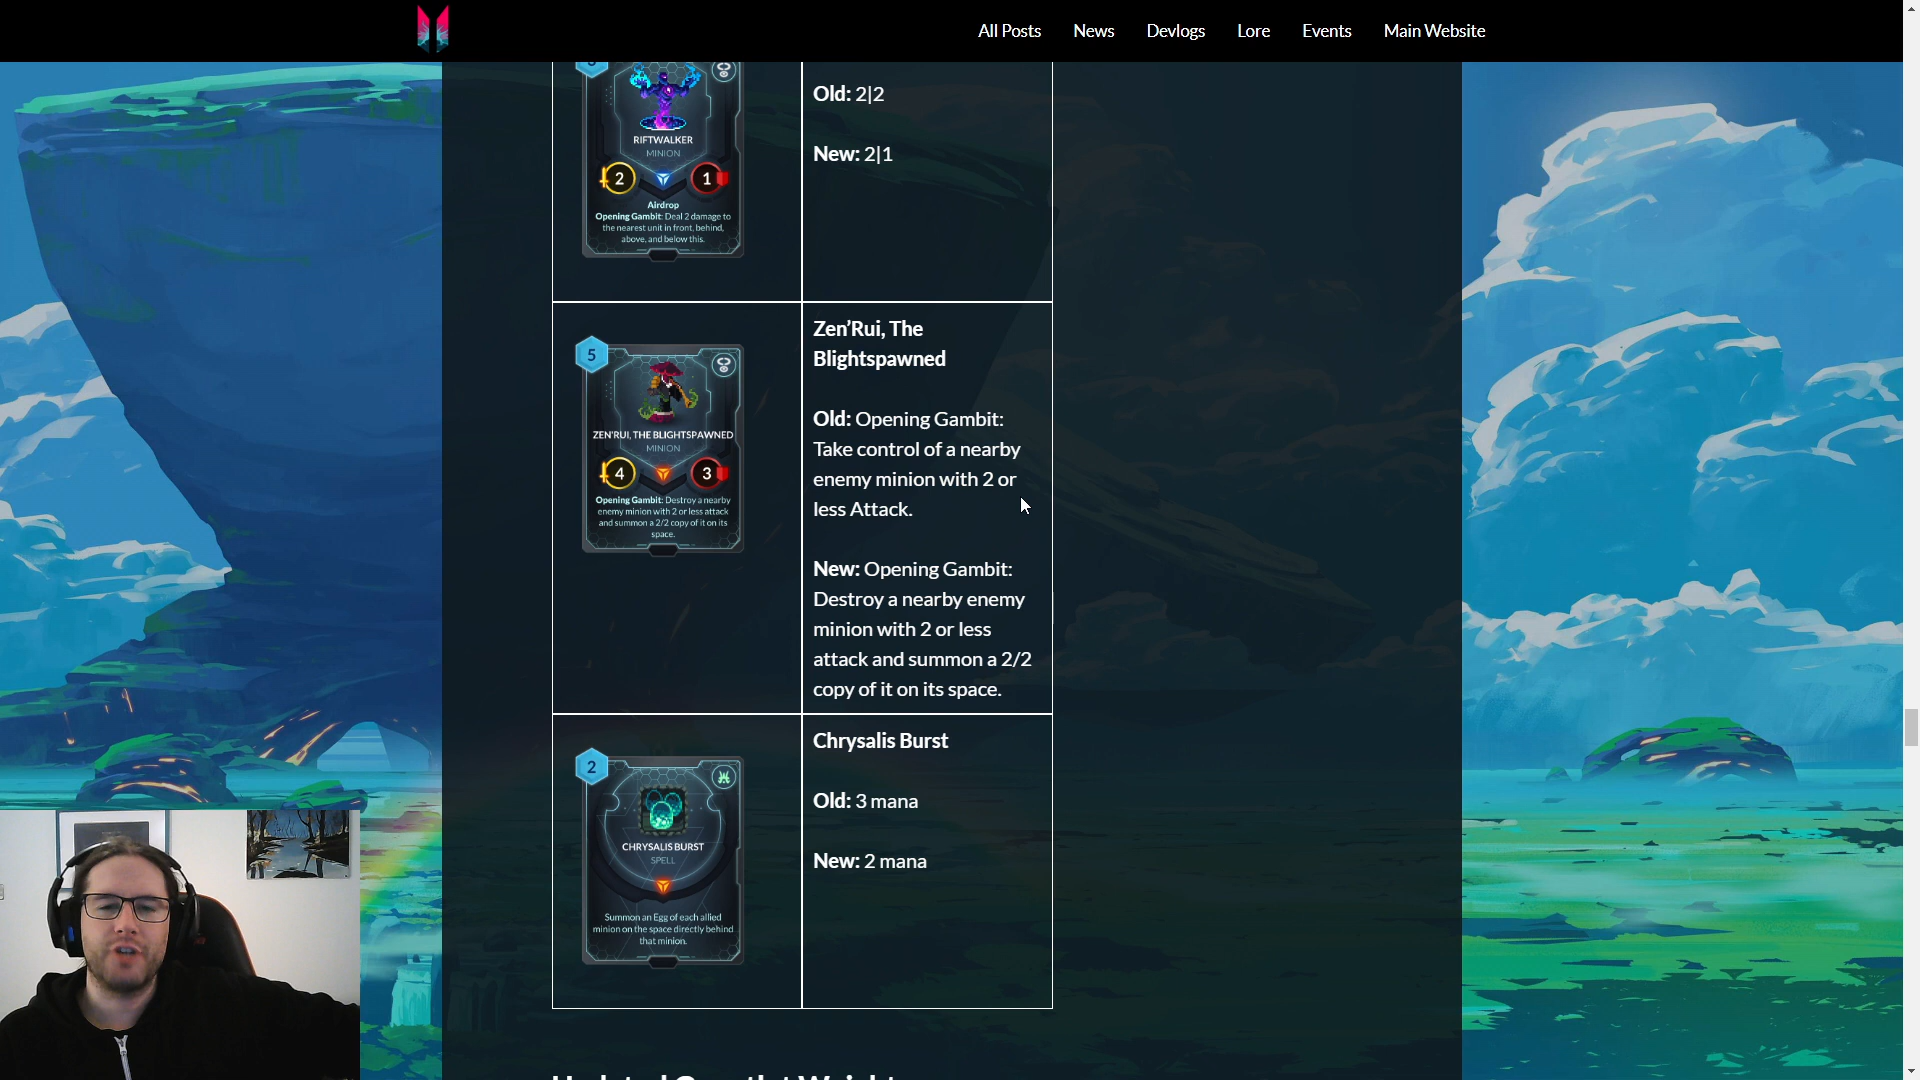 All Posts
News
Devlogs
Lore
Events
Main Website
RIFTWALKER
MINION
2
1
Airdrop
Opening Gambit: Deal 2 damage to
the nearest unit in front, behind,
above, and below this.
Old: 2|2
New: 2|1
5
ZEN'RUI, THE BLIGHTSPAWNED
MINION
4
3
Opening Gambit: Destroy a nearby
enemy minion with 2 or less attack
and summon a 2/2 copy of it on its
space.
Zen’Rui, The
Blightspawned
Old: Opening Gambit:
Take control of a nearby
enemy minion with 2 or
less Attack.
New: Opening Gambit:
Destroy a nearby enemy
minion with 2 or less
attack and summon a 2/2
copy of it on its space.
2
CHRYSALIS BURST
SPELL
Summon an Egg of each allied
minion on the space directly behind
that minion.
Chrysalis Burst
Old: 3 mana
New: 2 mana